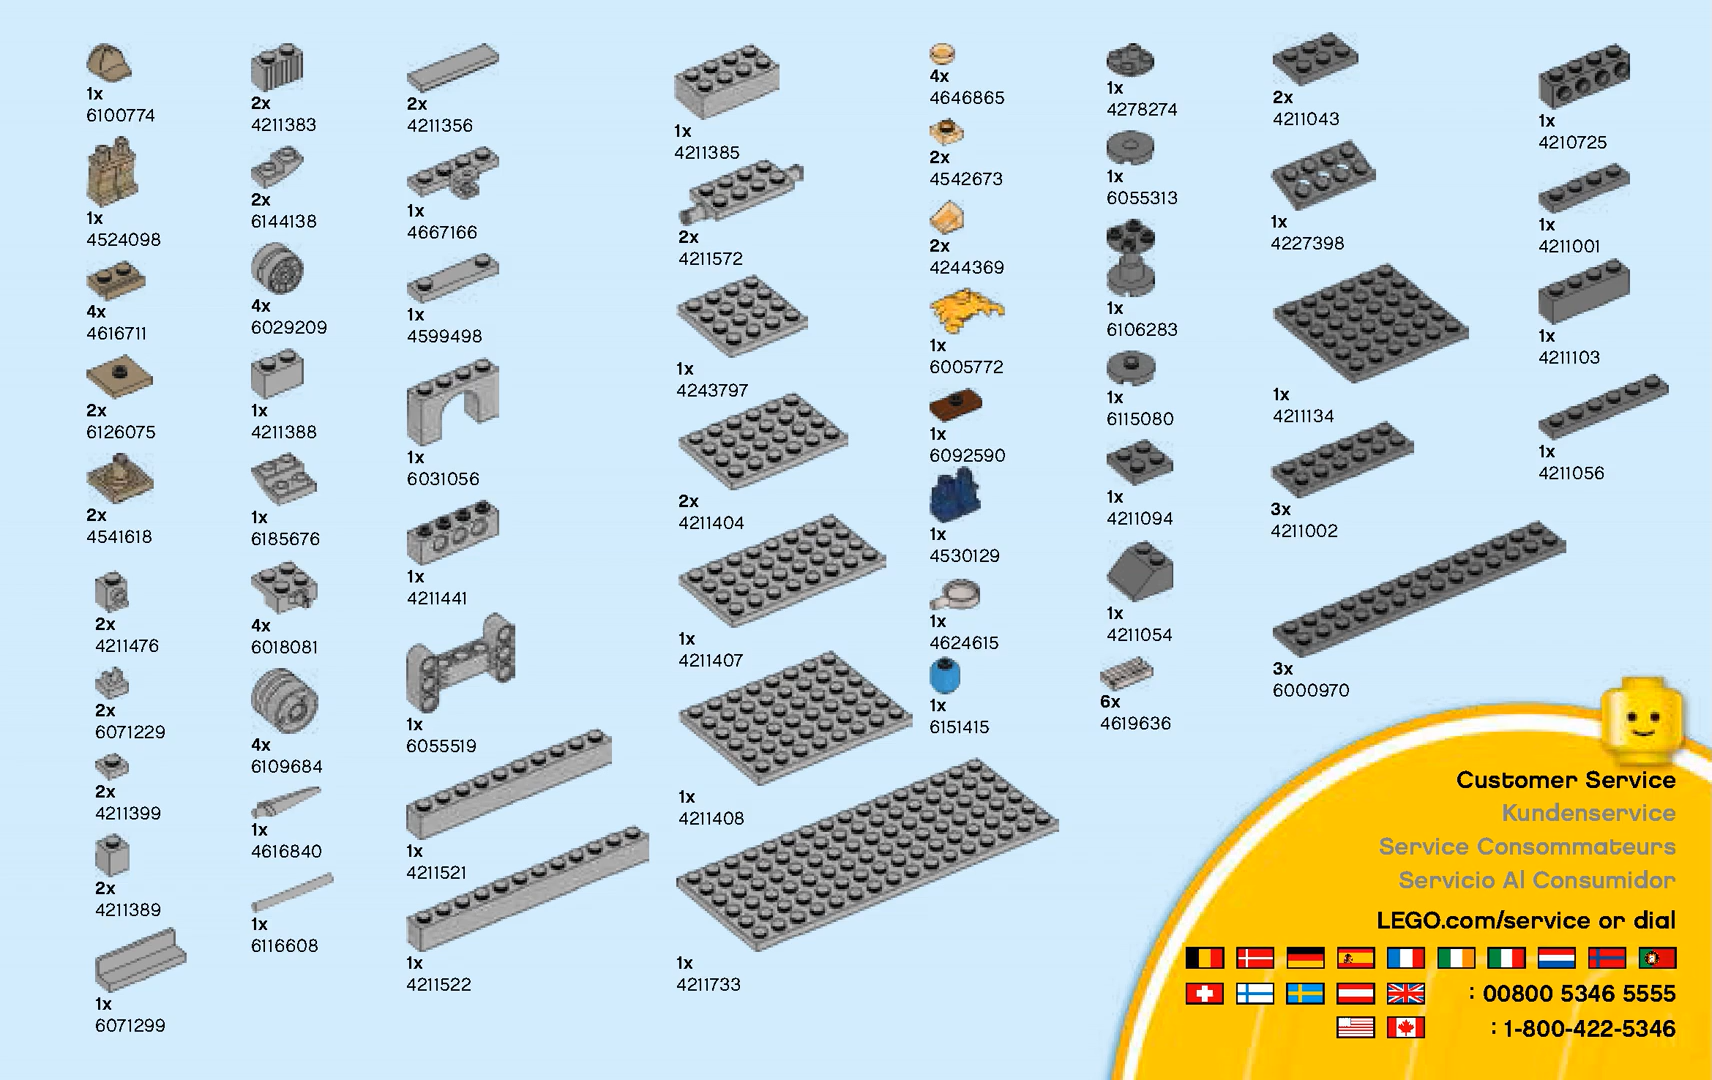 1x
6100774
1x
4524098
4x
4616711
2x
6126075
2x
4541618
2x
4211476
2x
6071229
2x
4211399
2x
4211389
1x
6071299
2x
4211383
2x
6144138
4x
6029209
1x
4211388
1x
6185676
4x
6018081
4x
6109684
1x
4616840
1x
6116608
2x
4211356
1x
4667166
1x
4599498
1x
6031056
1x
4211441
1x
6055519
1x
4211521
1x
4211522
1x
4211385
2x
4211572
1x
4243797
2x
4211404
1x
4211407
1x
4211408
1x
4211733
4x
4646865
2x
4542673
2x
4244369
1x
6005772
1x
6092590
1x
4530129
1x
4624615
1x
6151415
1x
4278274
1x
6055313
1x
6106283
1x
6115080
1x
4211094
1x
4211054
6x
4619636
2x
4211043
1x
4227398
1x
4211134
3x
4211002
3x
6000970
1x
4210725
1x
4211001
1x
4211103
1x
4211056
Customer Service
Kundenservice
Service Consommateurs
Servicio Al Consumidor
LEGO.com/service or dial
: 00800 5346 5555
: 1-800-422-5346